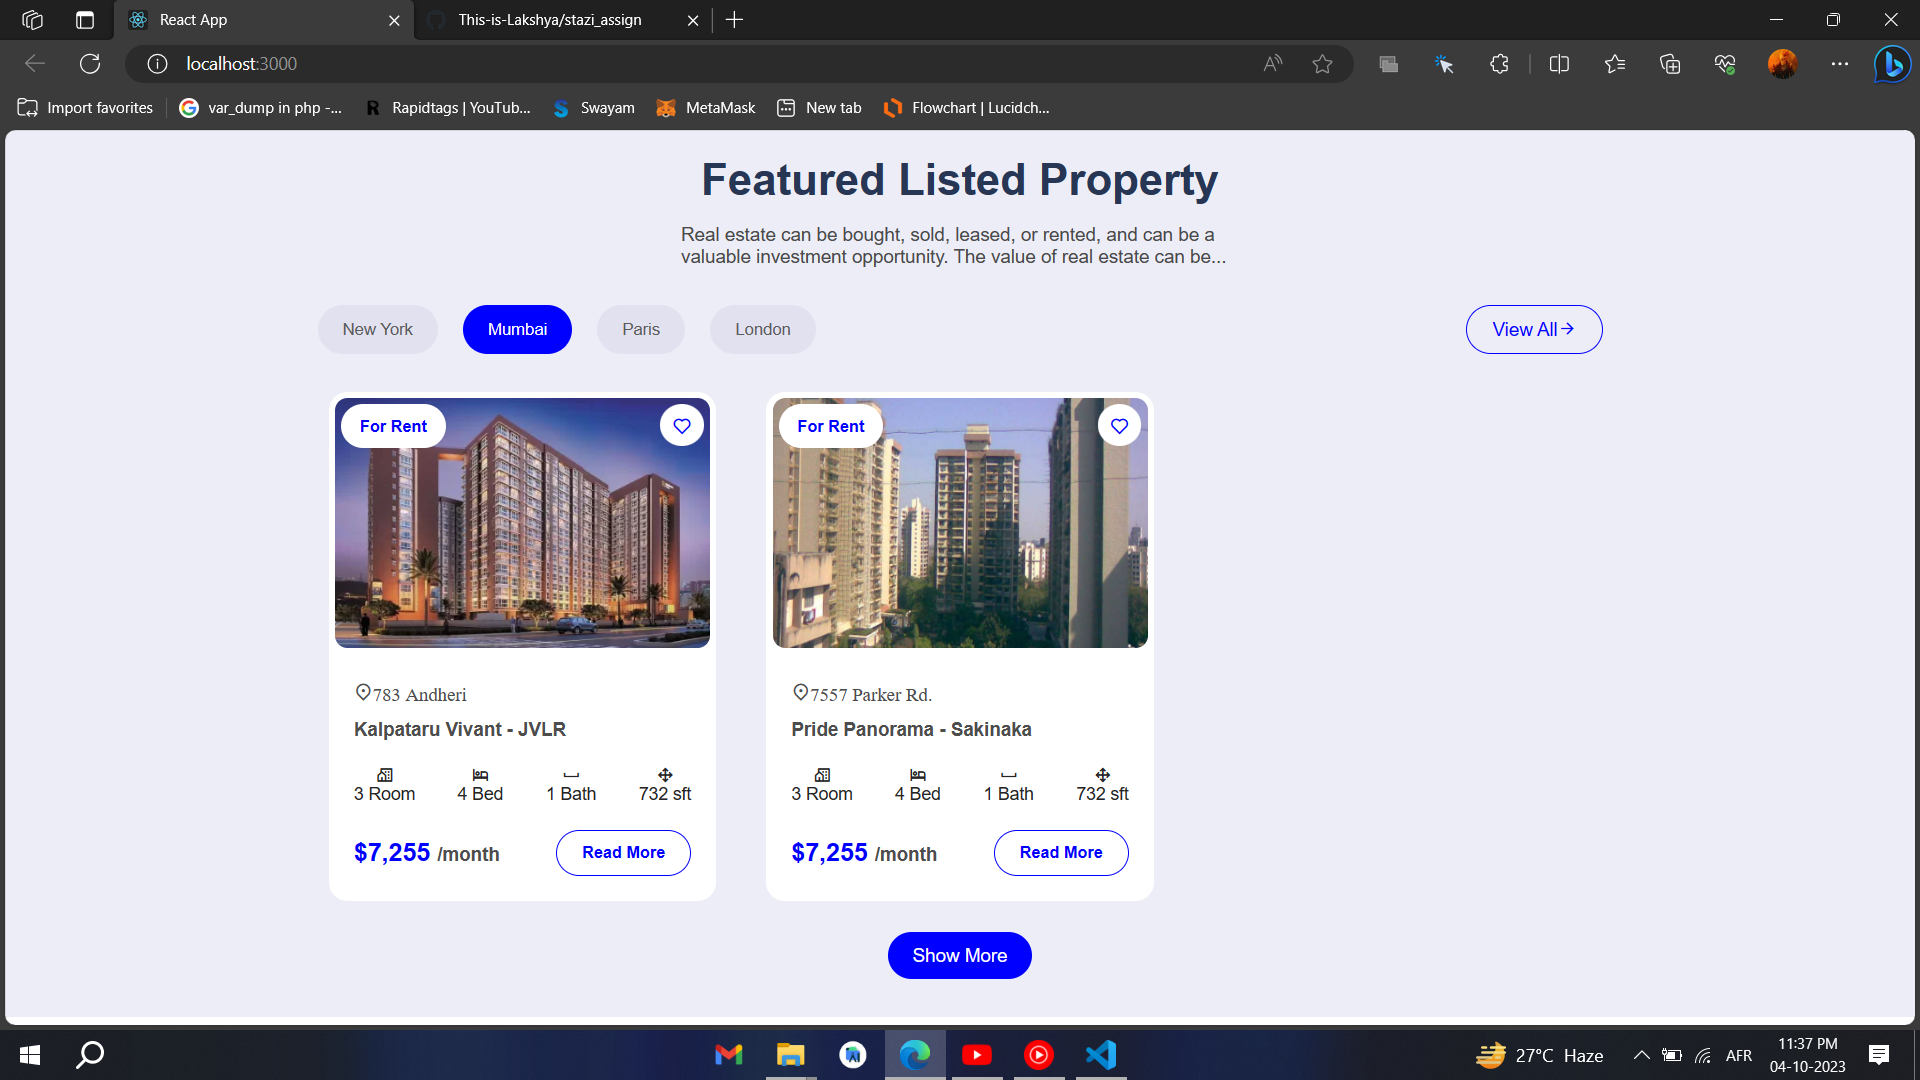 React App
This-is-Lakshya/stazi_assign
localhost:3000
Import favorites
var_dump in php -...
Rapidtags | YouTub...
Swayam
MetaMask
New tab
Flowchart | Lucidch...
Featured Listed Property
Real estate can be bought, sold, leased, or rented, and can be a
valuable investment opportunity. The value of real estate can be...
New York
Mumbai
Paris
London
View All
For Rent
For Rent
783 Andheri
Kalpataru Vivant - JVLR
3 Room
4 Bed
1 Bath
732 sft
$7,255 /month
Read More
7557 Parker Rd.
Pride Panorama - Sakinaka
3 Room
4 Bed
1 Bath
732 sft
$7,255 /month
Read More
Show More
27°C Haze
AFR
11:37 PM
04-10-2023